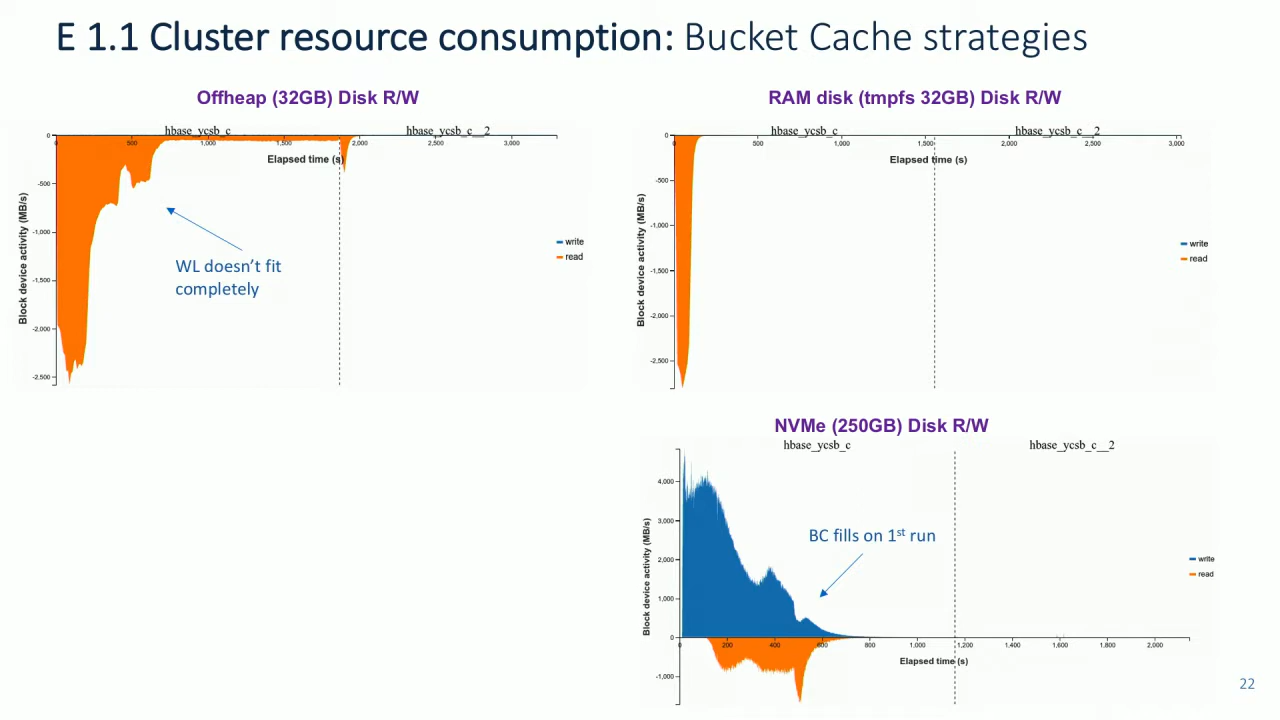 E 1.1 Cluster resource consumption: Bucket Cache strategies
Offheap (32GB) Disk R/W
hbase_ycsb_c
hbase_ycsb_c__2
0
0
500
1,000
1,500
2,000
2,500
3,000
Elapsed time (s)
-500
-1,000
-1,500
-2,000
-2,500
Block device activity (MB/s)
WL doesn't fit
completely
write
read
RAM disk (tmpfs 32GB) Disk R/W
hbase_ycsb_c
hbase_ycsb_c__2
0
0
500
1,000
1,500
2,000
2,500
3,000
Elapsed time (s)
-500
-1,000
-1,500
-2,000
-2,500
Block device activity (MB/s)
write
read
NVMe (250GB) Disk R/W
hbase_ycsb_c
hbase_ycsb_c__2
4,000
3,000
2,000
1,000
0
-1,000
Block device activity (MB/s)
BC fills on 1st run
write
read
0
200
400
600
800
1,000
1,200
1,400
1,600
1,800
2,000
Elapsed time (s)
22